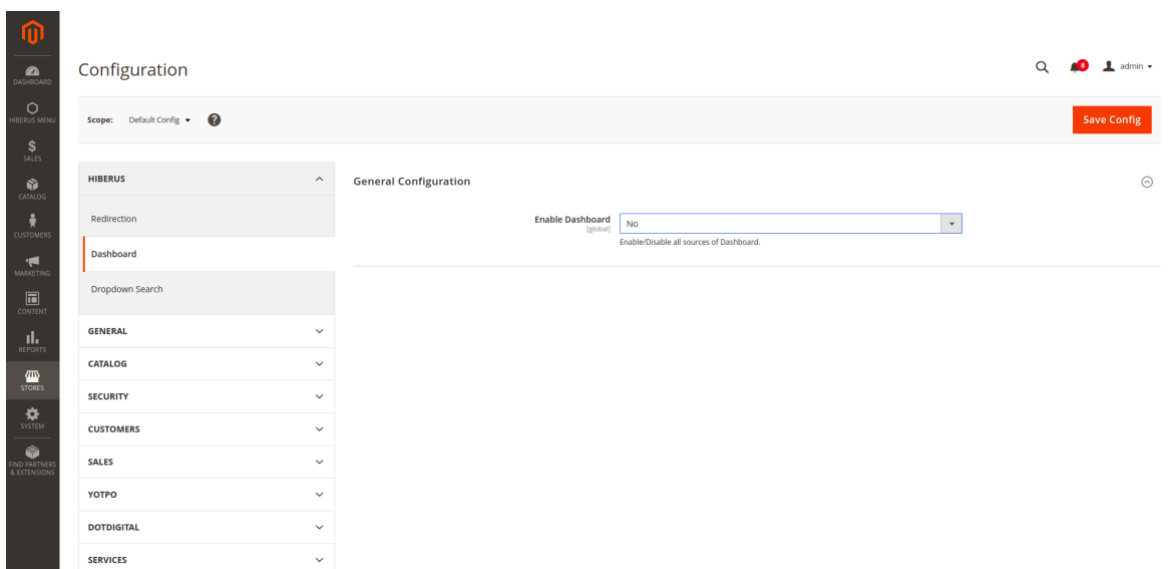 Configuration
8
admin
Scope: Default Config ?
Save Config
DASHBOARD
HIBERUS MENU
SALES
CATALOG
CUSTOMERS
MARKETING
CONTENT
REPORTS
STORES
SYSTEM
FIND PARTNERS
& EXTENSIONS
HIBERUS
Redirection
Dashboard
Dropdown Search
GENERAL
CATALOG
SECURITY
CUSTOMERS
SALES
YOTPO
DOTDIGITAL
SERVICES
General Configuration
Enable Dashboard
[global]
No
Enable/Disable all sources of Dashboard.